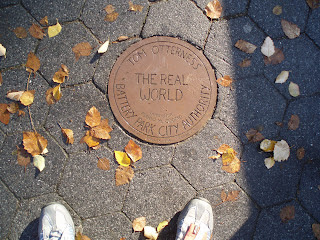 TOM OTTERNESS
THE REAL
WORLD
BATTERY PARK CITY AUTHORITY